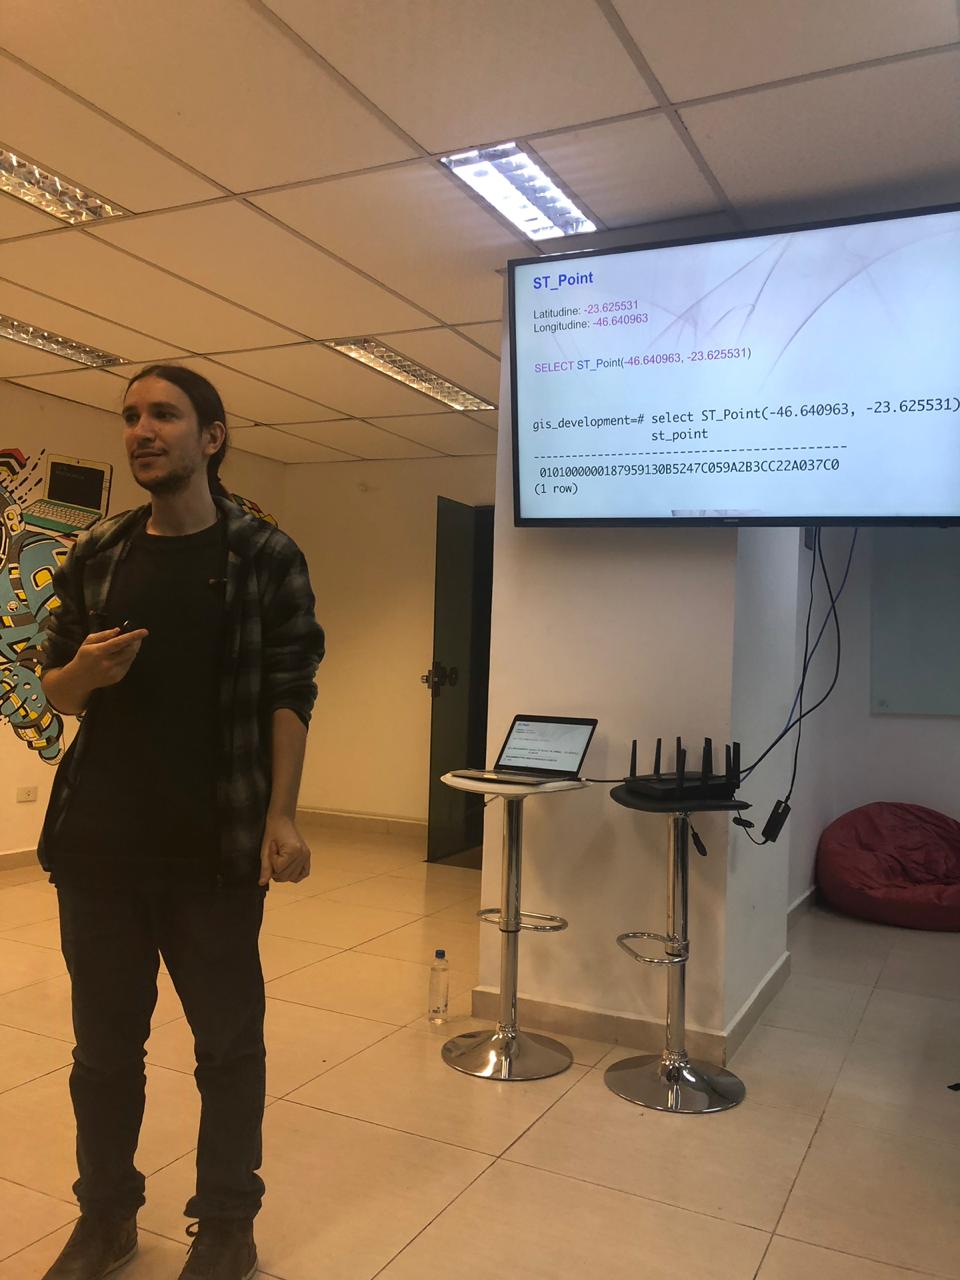 ST_Point
Latitudine: -23.625531
Longitudine: -46.640963
SELECT ST_Point(-46.640963, -23.625531)
gis_development=# select ST_Point(-46.640963, -23.625531)
st_point
--------------------------------------------
0101000000187959130B5247C059A2B3CC22A037C0
(1 row)